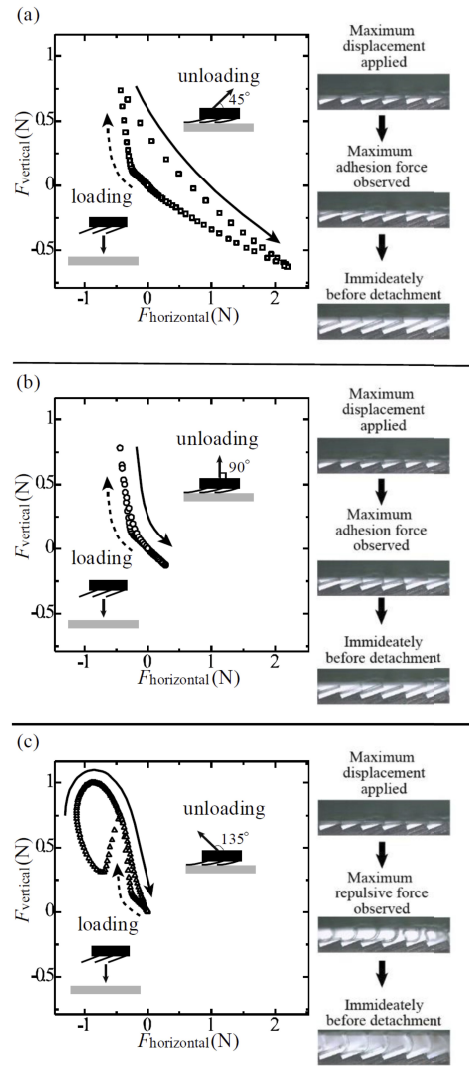 (a)
Maximum
displacement
applied
Maximum
adhesion force
observed
Immideately
before detachment
unloading
45°
loading
1
0.5
0
-0.5
-1 0 1 2
Fvertical(N)
Fhorizontal(N)
(b)
Maximum
displacement
applied
Maximum
adhesion force
observed
Immideately
before detachment
unloading
90°
loading
1
0.5
0
-0.5
-1 0 1 2
Fvertical(N)
Fhorizontal(N)
(c)
Maximum
displacement
applied
Maximum
repulsive force
observed
Immideately
before detachment
unloading
135°
loading
1
0.5
0
-0.5
-1 0 1 2
Fvertical(N)
Fhorizontal(N)